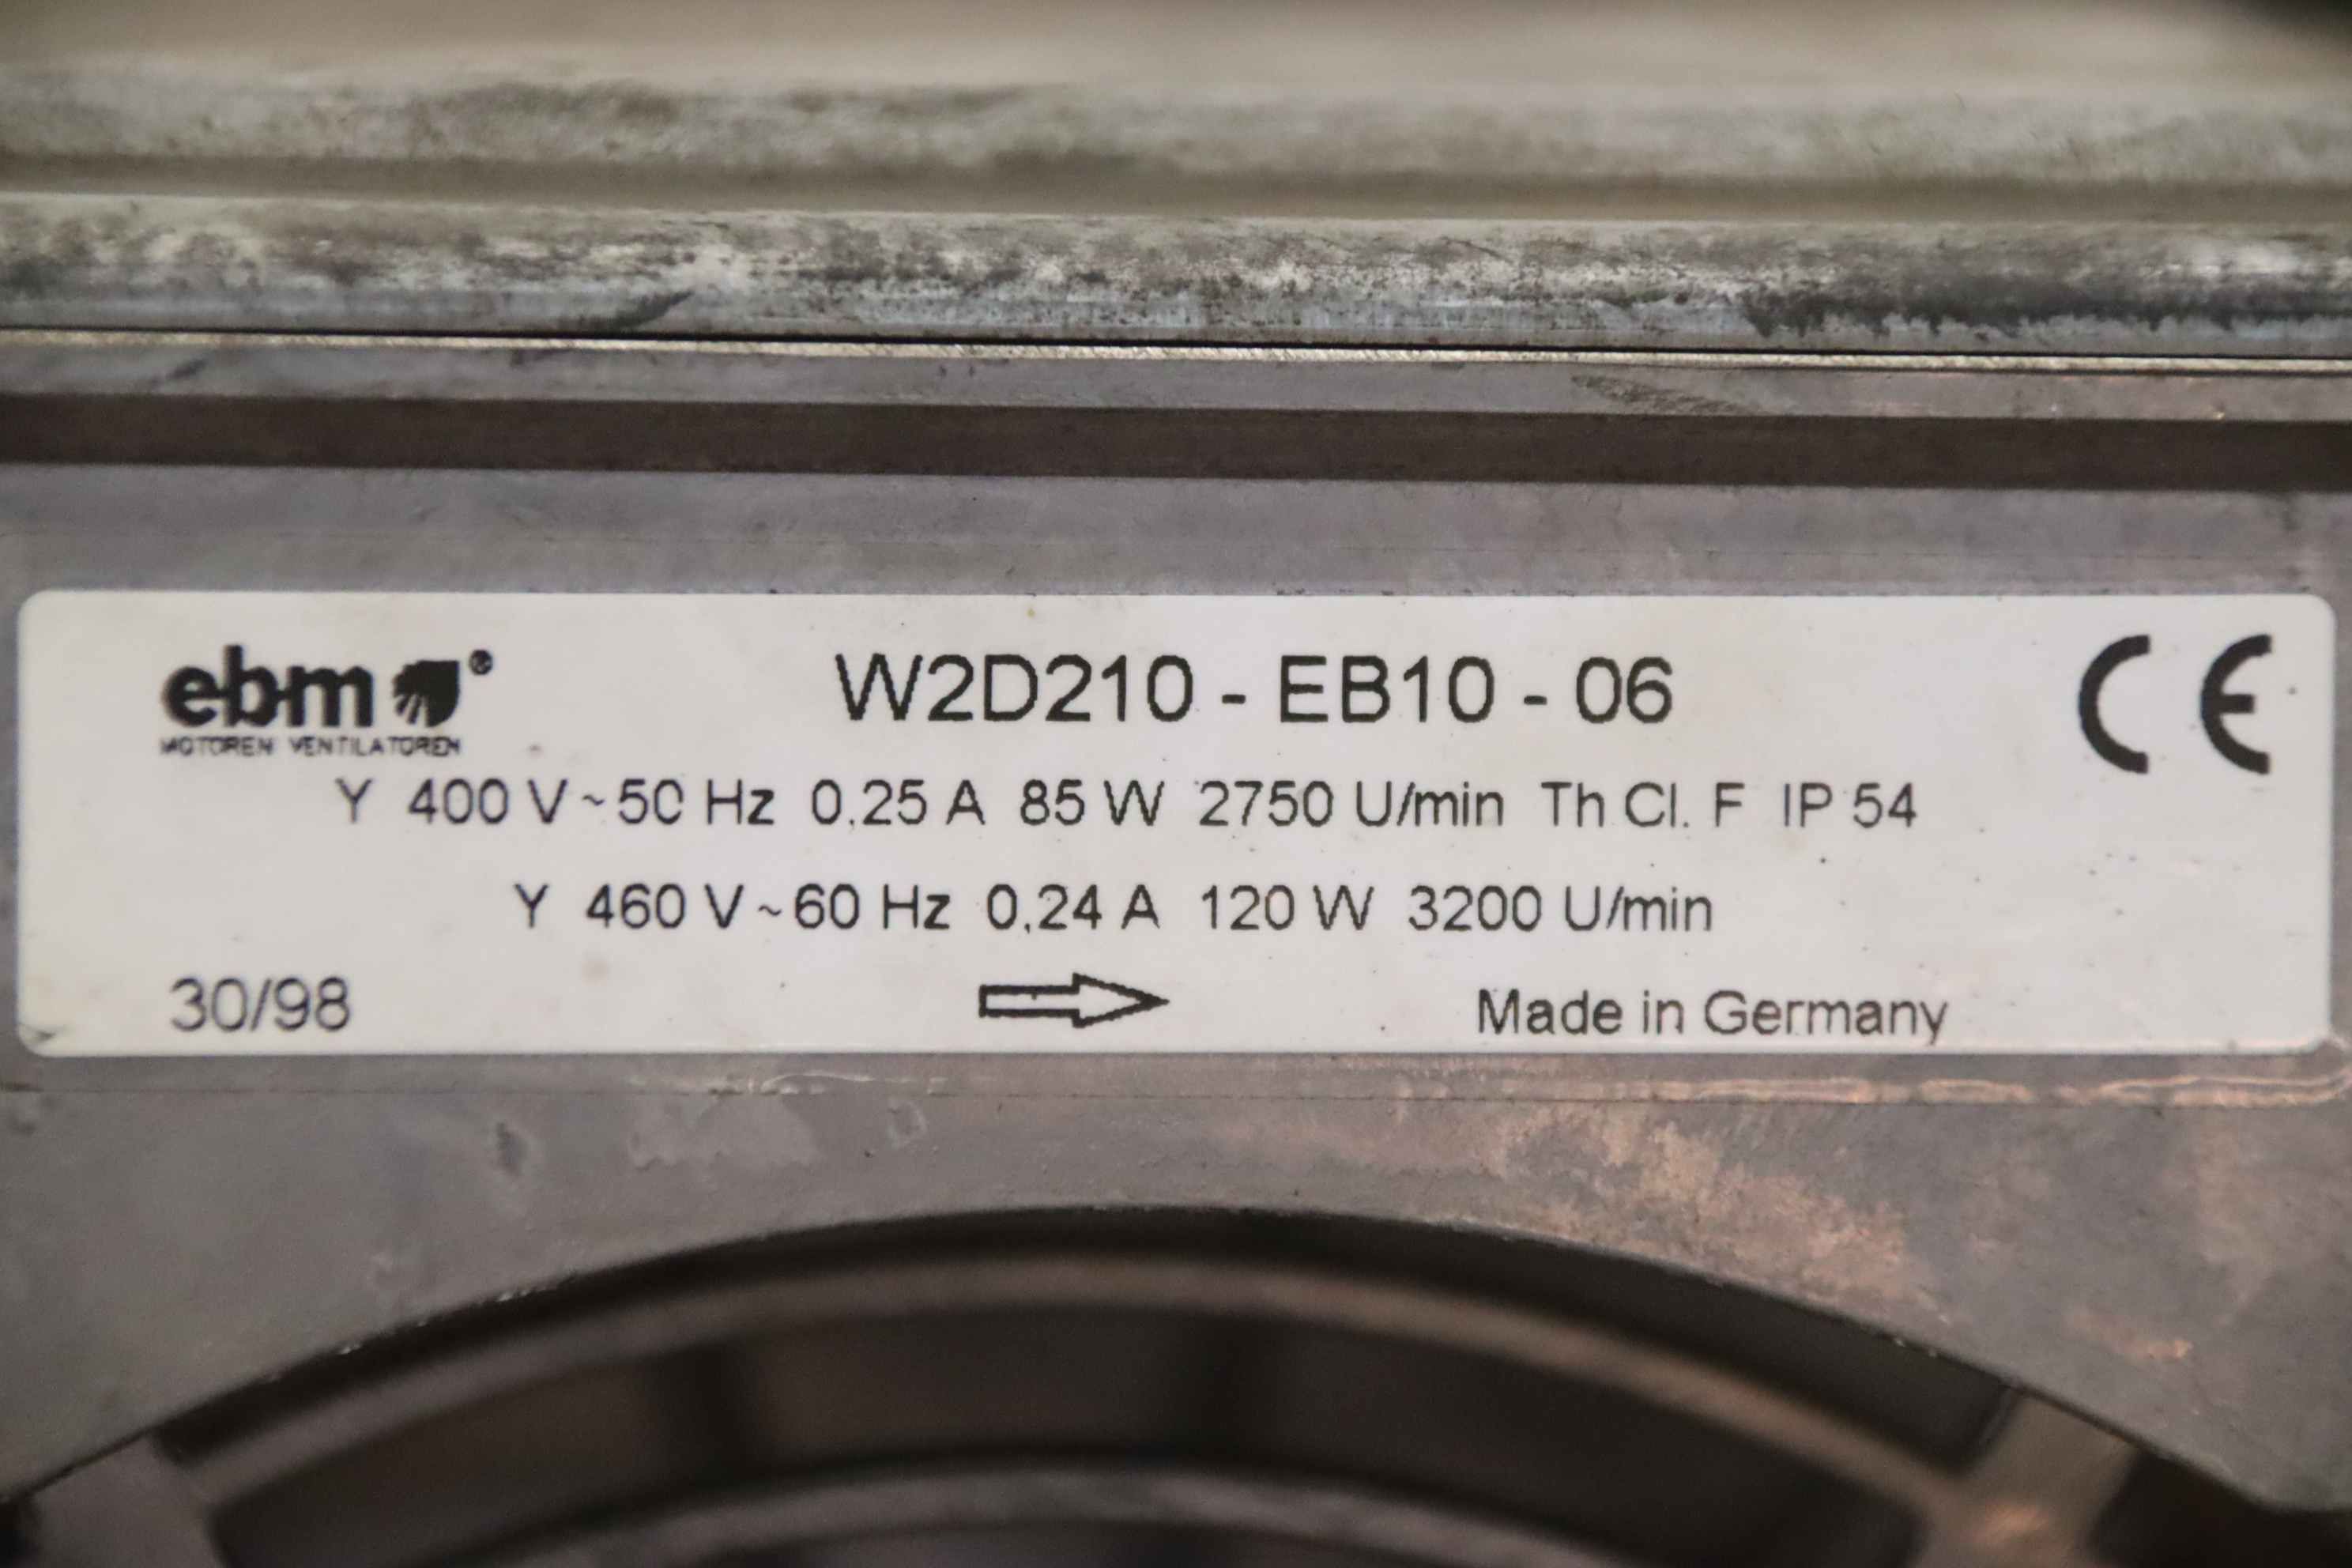 ebm ® W2D210 - EB10 - 06 CE
MOTOREN VENTILATOREN
Y 400 V ~ 50 Hz 0.25 A 85 W 2750 U/min Th Cl. F IP 54
Y 460 V ~ 60 Hz 0.24 A 120 W 3200 U/min
30/98 Made in Germany